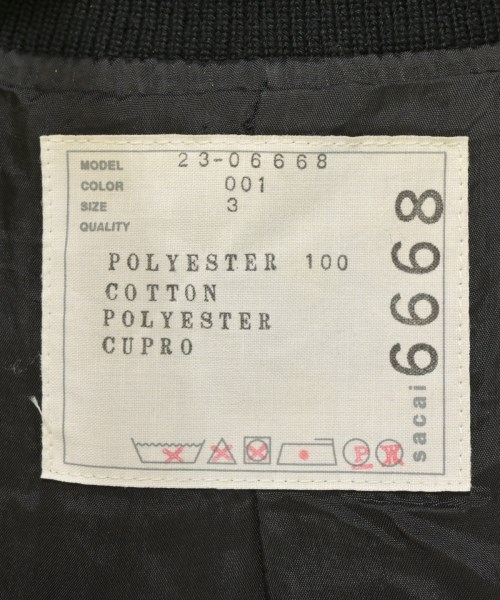 MODEL 23-06668
COLOR 001
SIZE 3
QUALITY
POLYESTER 100
COTTON
POLYESTER
CUPRO
sacai 6668
P W